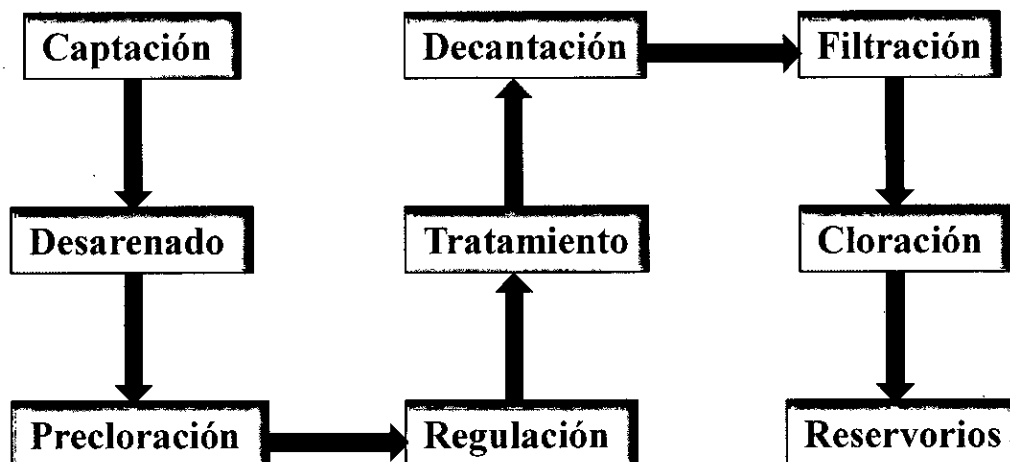 Captación
Desarenado
Precloración
Regulación
Tratamiento
Decantación
Filtración
Cloración
Reservorios